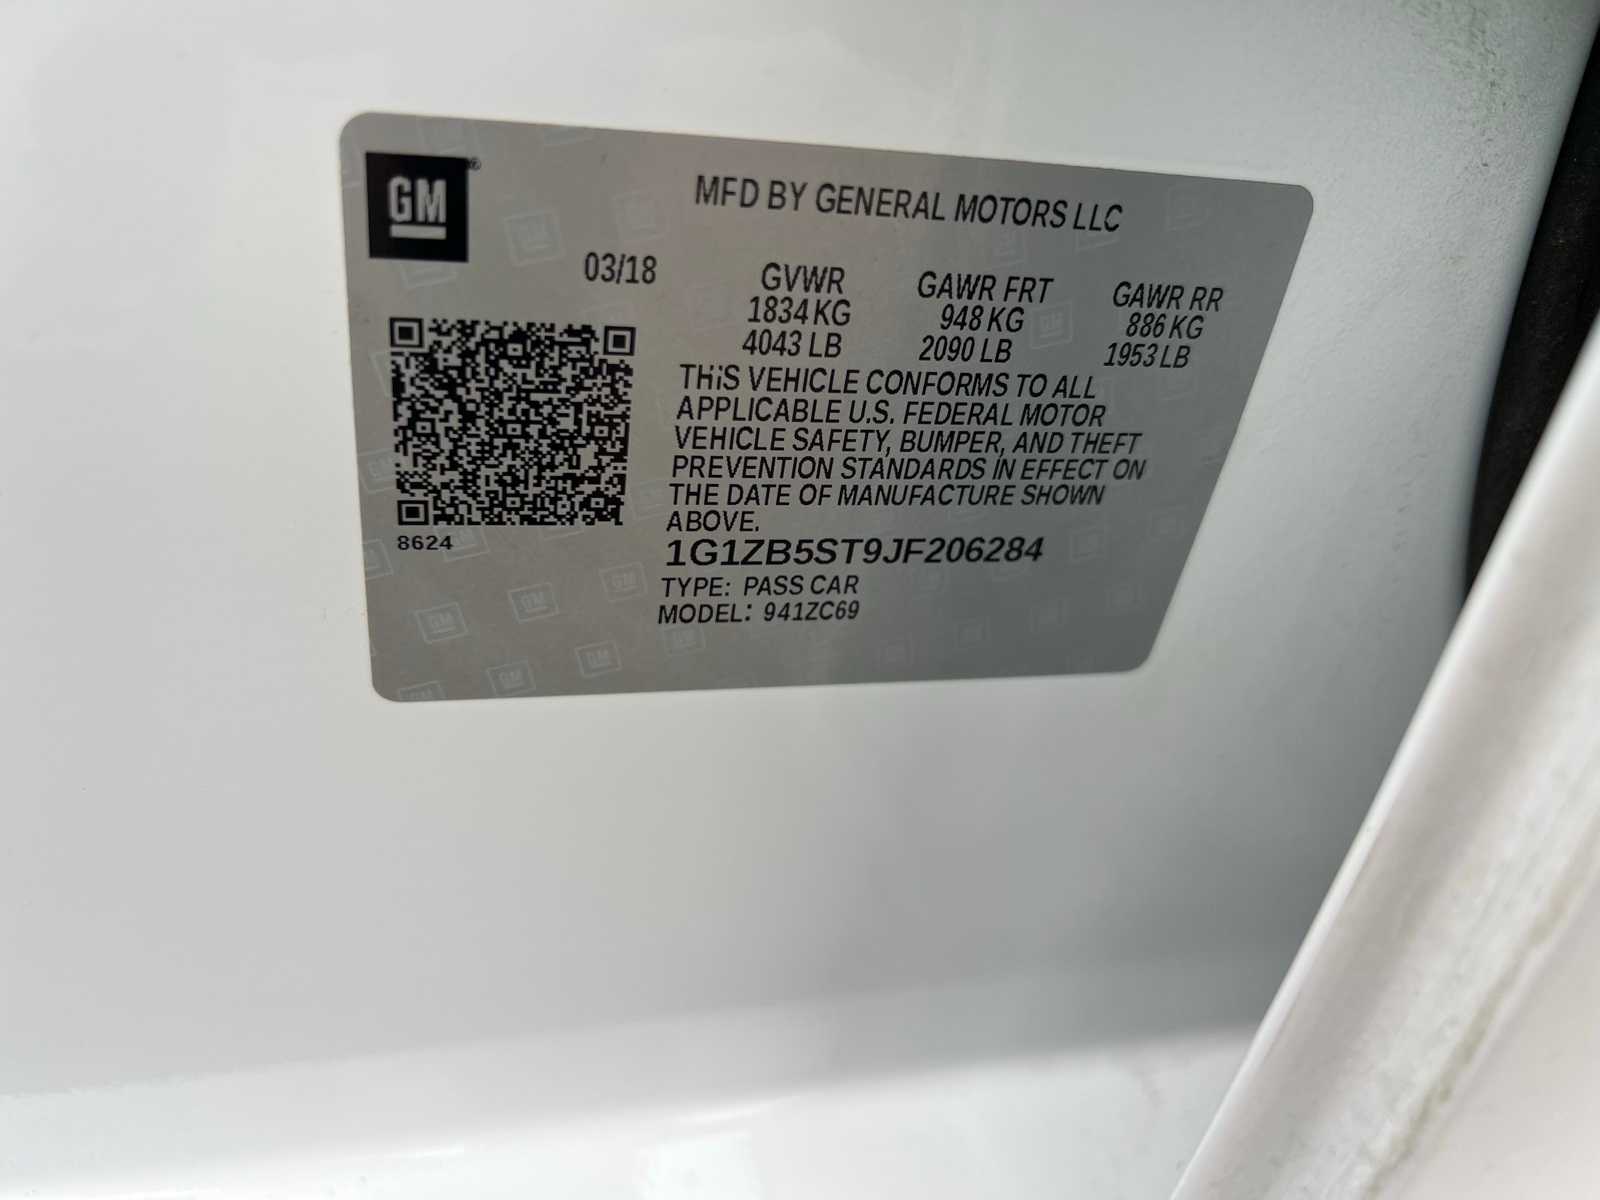 GM®
MFD BY GENERAL MOTORS LLC
03/18
GVWR GAWR FRT GAWR RR
1834 KG 948 KG 886 KG
4043 LB 2090 LB 1953 LB
THiS VEHICLE CONFORMS TO ALL
APPLICABLE U.S. FEDERAL MOTOR
VEHICLE SAFETY, BUMPER, AND THEFT
PREVENTION STANDARDS IN EFFECT ON
THE DATE OF MANUFACTURE SHOWN
ABOVE.
8624
1G1ZB5ST9JF206284
TYPE: PASS CAR
MODEL: 941ZC69